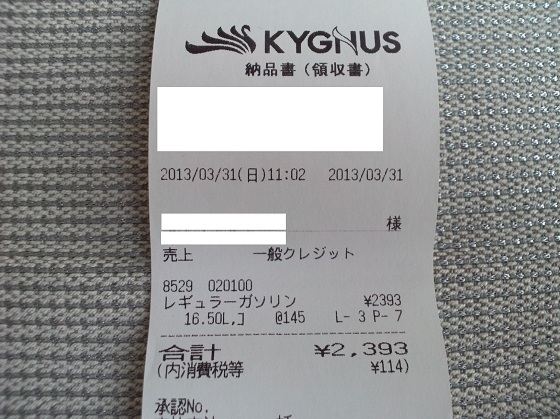 KYGNUS
納品書（領収書）
2013/03/31(日)11:02 2013/03/31
様
売上 一般クレジット
8529 020100
レギュラーガソリン ¥2393
16.50L,コ @145 L- 3 P- 7
合計 ¥2,393
(内消費税等 ¥114)
承認No.